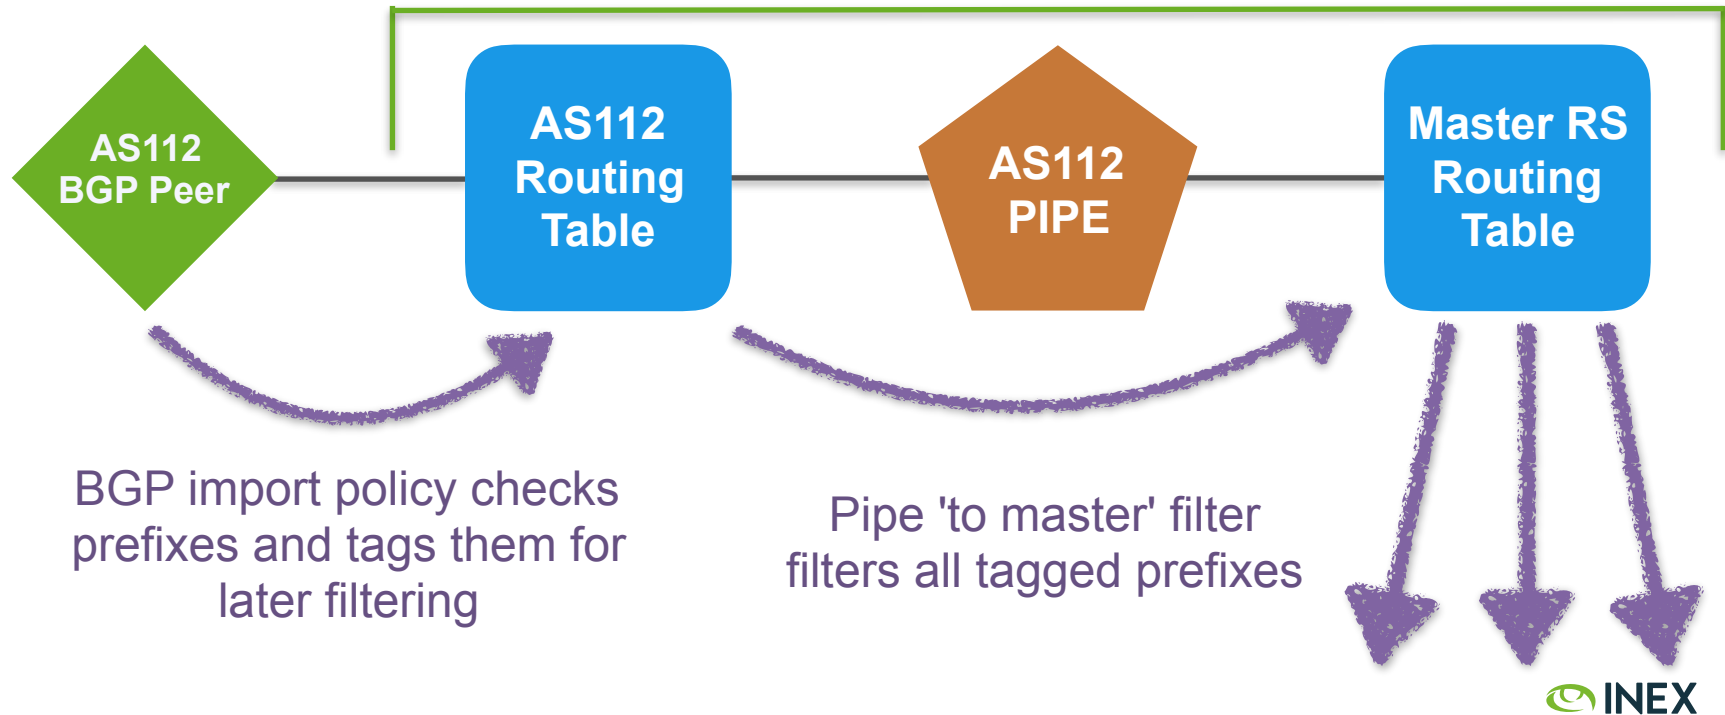 AS112
BGP Peer
AS112
Routing
Table
AS112
PIPE
Master RS
Routing
Table
BGP import policy checks
prefixes and tags them for
later filtering
Pipe 'to master' filter
filters all tagged prefixes
INEX